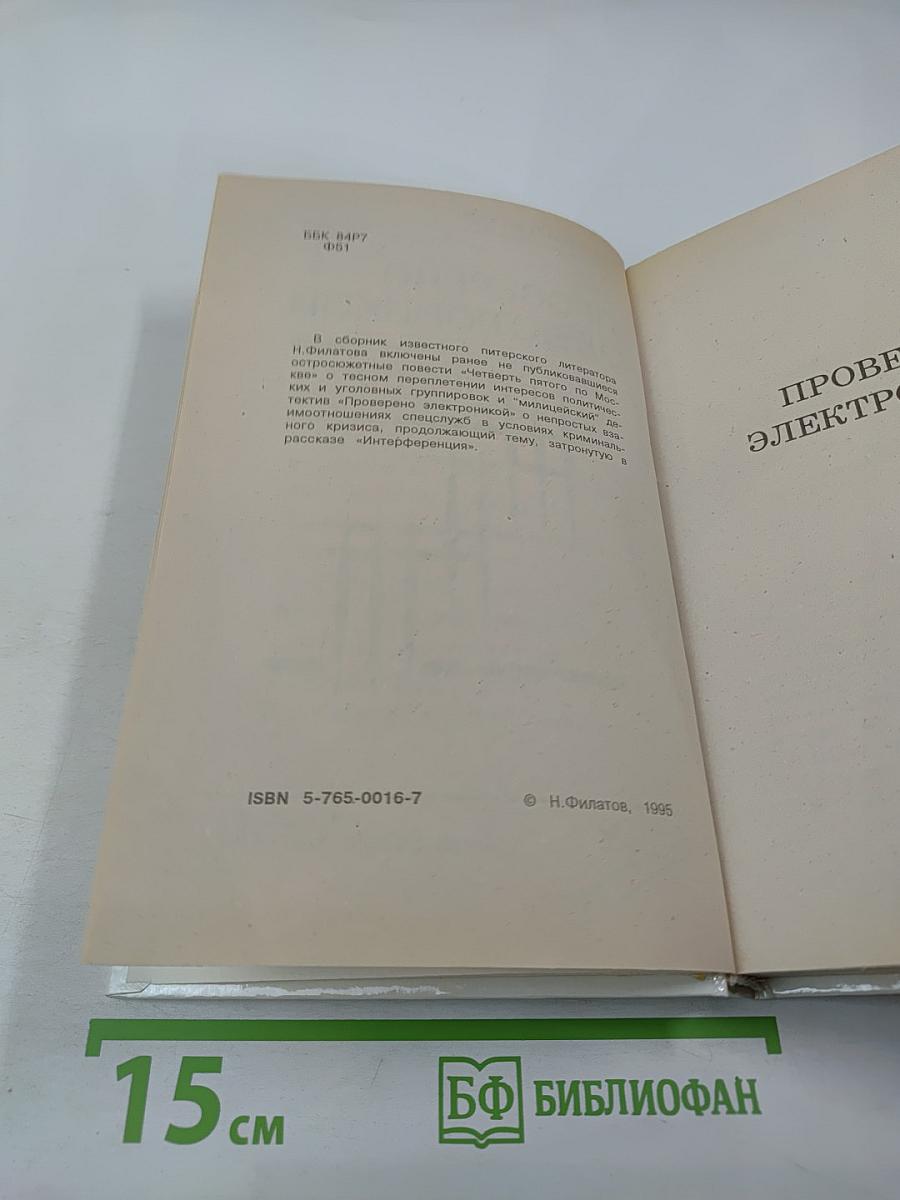 ББК 84Р7
Ф51
В сборник известного питерского литератора
Н.Филатова включены ранее не публиковавшиеся
остросюжетные повести «Четверть пятого по Мос-
кве» о тесном переплетении интересов политичес-
ких и уголовных группировок и "милицейский" де-
тектив «Проверено электроникой» о непростых вза-
имоотношениях спецслужб в условиях криминаль-
ного кризиса, продолжающий тему, затронутую в
рассказе «Интерференция».
ISBN 5-765-0016-7
© Н.Филатов, 1995
ПРОВЕ
ЭЛЕКТРО
15 см
БФ БИБЛИОФАН